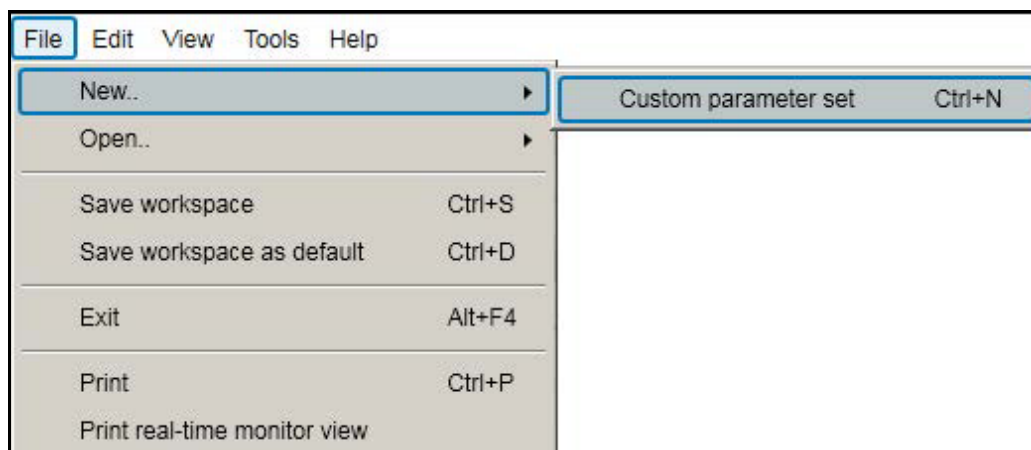 File Edit View Tools Help
New..
Custom parameter set Ctrl+N
Open..
Save workspace Ctrl+S
Save workspace as default Ctrl+D
Exit Alt+F4
Print Ctrl+P
Print real-time monitor view